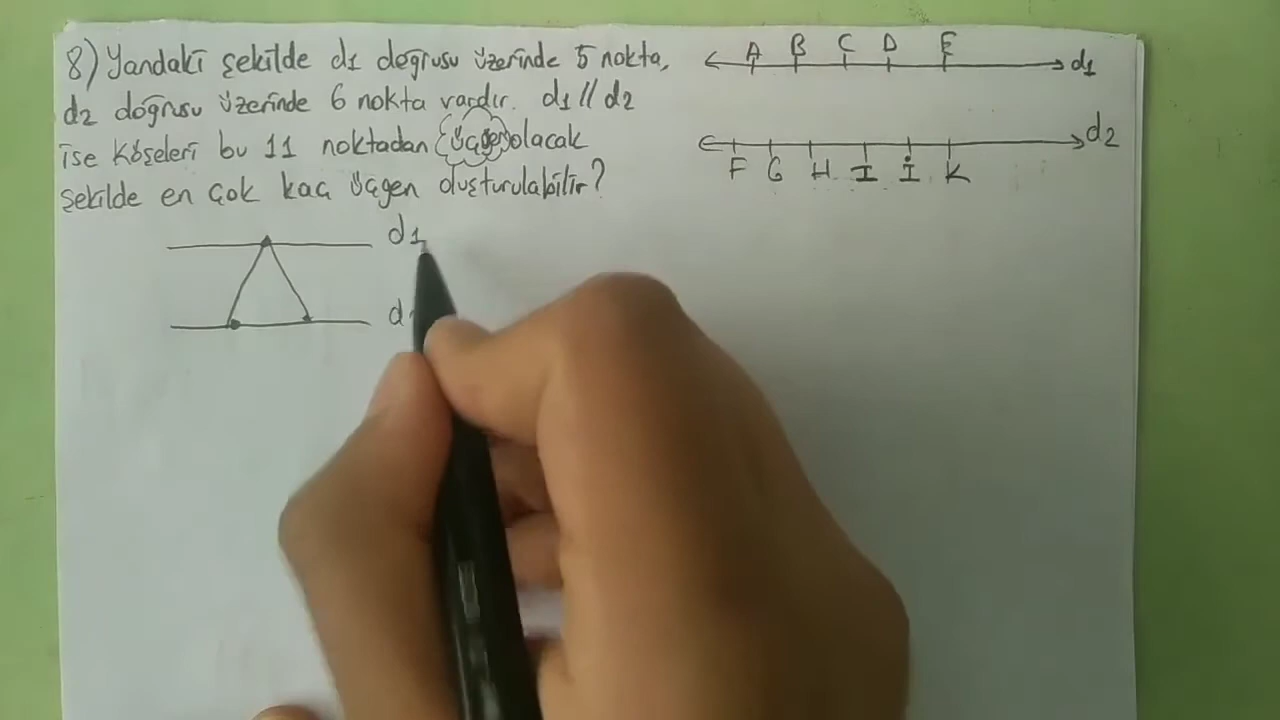 8) Yandaki şekilde d1 doğrusu üzerinde 5 nokta,
d2 doğrusu üzerinde 6 nokta vardır. d1 // d2
ise Köşeleri bu 11 noktadan üçgen olacak
şekilde en çok kaç üçgen oluşturulabilir?
A B C D E
d1
d2
F G H I İ K
d1